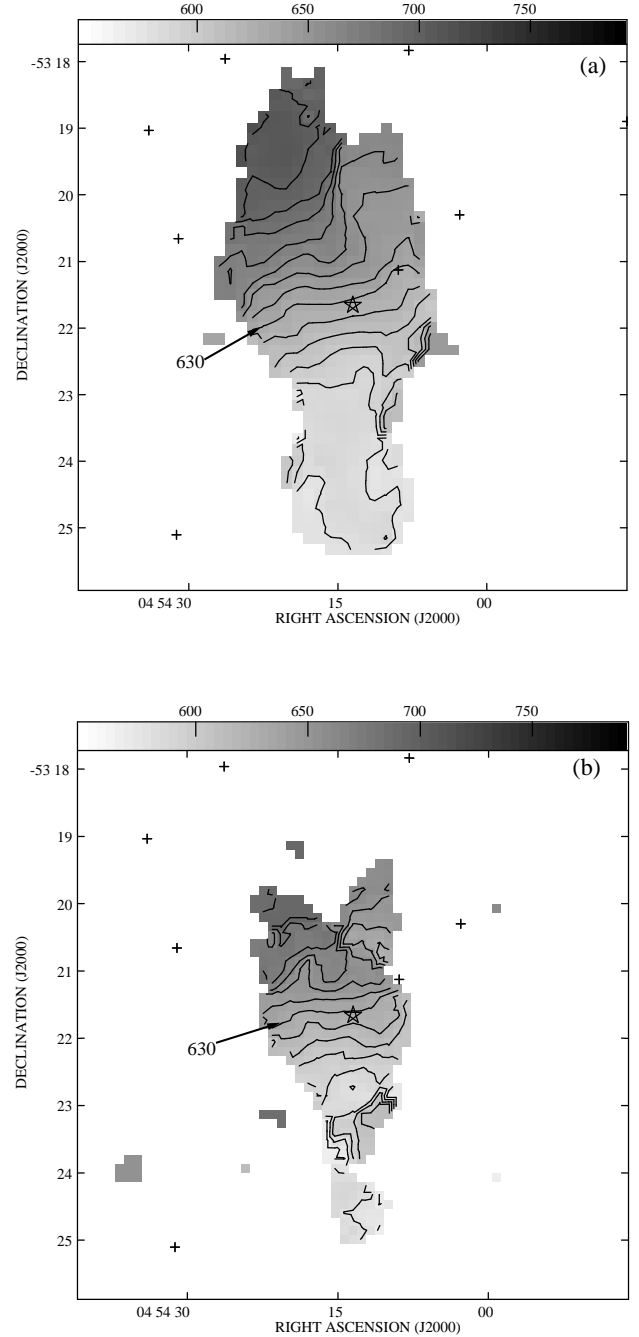 600 650 700 750
(a)
-53 18
19
20
21
22
23
24
25
DECLINATION (J2000)
630
04 54 30 15 00
RIGHT ASCENSION (J2000)
600 650 700 750
(b)
-53 18
19
20
21
22
23
24
25
DECLINATION (J2000)
630
04 54 30 15 00
RIGHT ASCENSION (J2000)